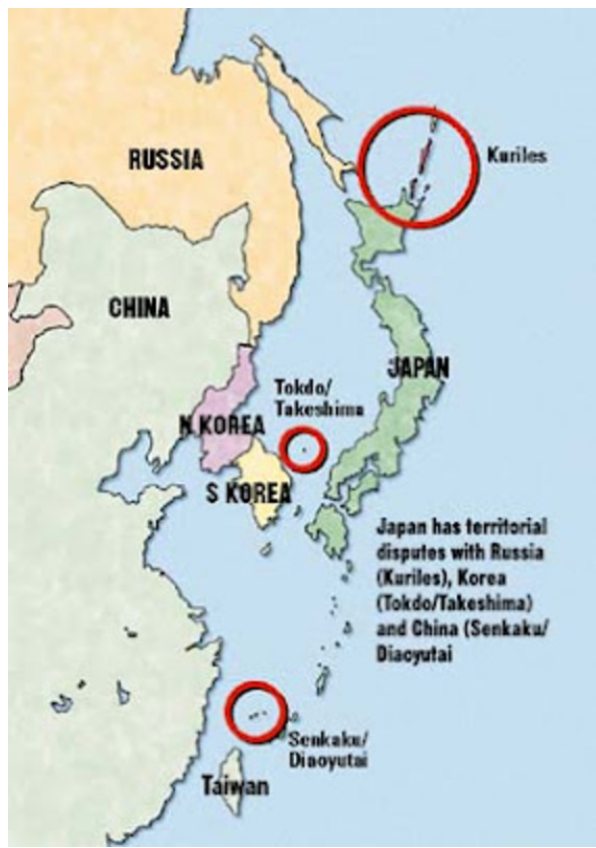 RUSSIA
Kuriles
CHINA
JAPAN
Tokdo/
Takeshima
N KOREA
S KOREA
Japan has territorial
disputes with Russia
(Kuriles), Korea
(Tokdo/Takeshima)
and China (Senkaku/
Diaoyutai
Senkaku/
Diaoyutai
Taiwan